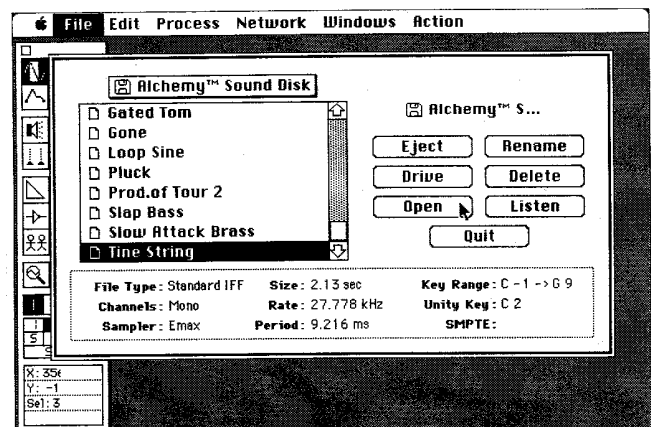 File Edit Process Network Windows Action
Alchemy™ Sound Disk
Alchemy™ S...
Gated Tom
Gone
Loop Sine
Pluck
Prod.of Tour 2
Slap Bass
Slow Attack Brass
Tine String
Eject Rename
Drive Delete
Open Listen
Quit
File Type: Standard IFF Size: 2.13 sec Key Range: C -1 -> G 9
Channels: Mono Rate: 27.778 kHz Unity Key: C 2
Sampler: Emax Period: 9.216 ms SMPTE:
S
S
X: 356
Y: -1
Sel: 3